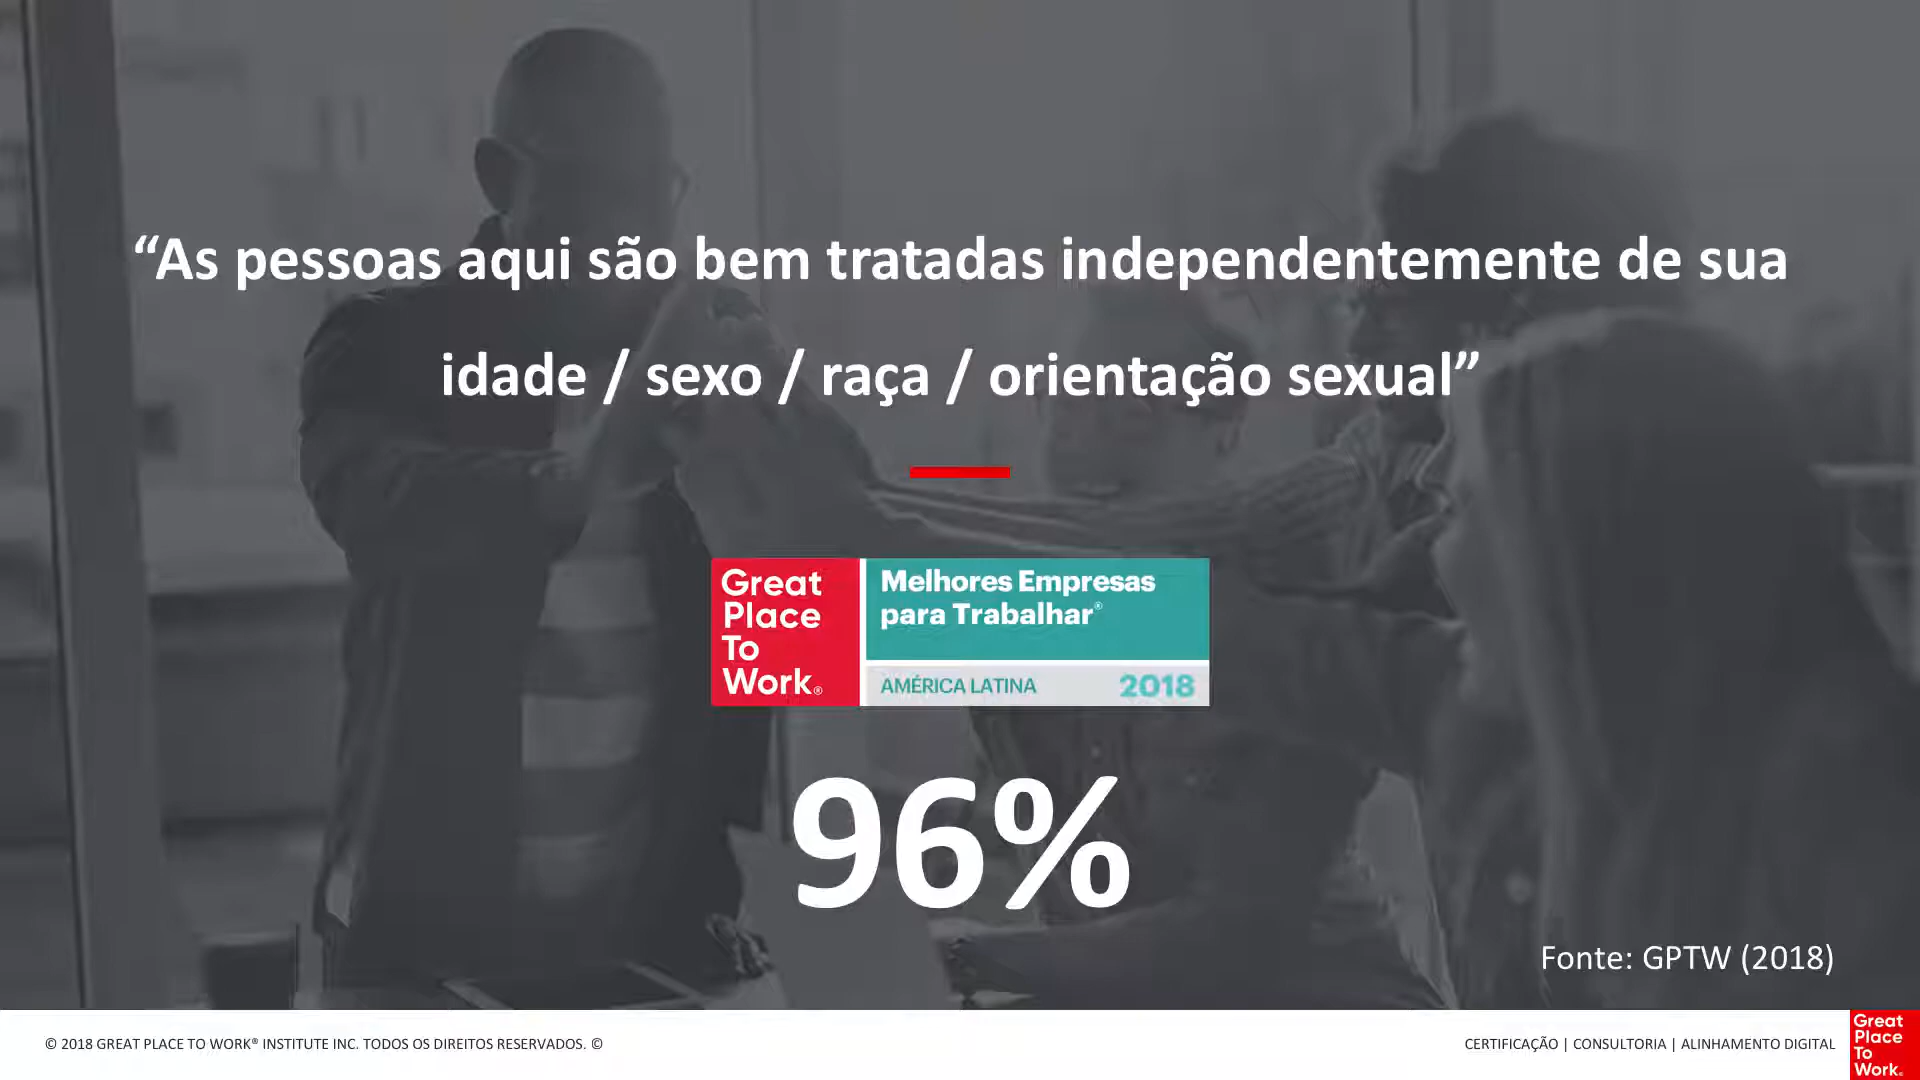 “As pessoas aqui são bem tratadas independentemente de sua
idade / sexo / raça / orientação sexual”
Great
Place
To
Work®
Melhores Empresas
para Trabalhar®
AMÉRICA LATINA 2018
96%
Fonte: GPTW (2018)
© 2018 GREAT PLACE TO WORK® INSTITUTE INC. TODOS OS DIREITOS RESERVADOS. ©
CERTIFICAÇÃO | CONSULTORIA | ALINHAMENTO DIGITAL
Great
Place
To
Work.